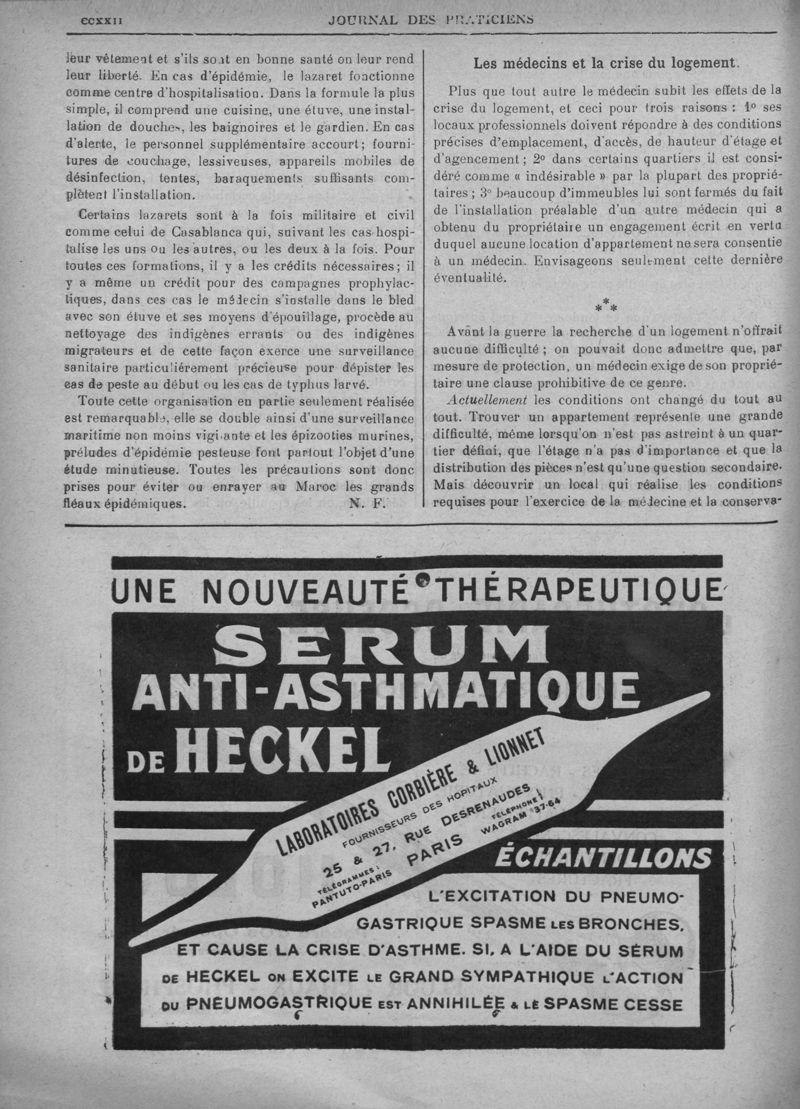 ccxxii
JOURNAL DES PRATICIENS
leur vêtement et s'ils sont en bonne santé on leur rend
leur liberté. En cas d'épidémie, le lazaret fonctionne
comme centre d'hospitalisation. Dans la formule la plus
simple, il comprend une cuisine, une étuve, une instal-
lation de douches, les baignoires et le gardien. En cas
d'alerte, le personnel supplémentaire accourt; fourni-
tures de couchage, lessiveuses, appareils mobiles de
désinfection, tentes, baraquements suffisants com-
plètent l'installation.
Certains lazarets sont à la fois militaire et civil
comme celui de Casablanca qui, suivant les cas hospi-
talise les uns ou les autres, ou les deux à la fois. Pour
toutes ces formations, il y a les crédits nécessaires; il
y a même un crédit pour des campagnes prophylac-
tiques, dans ces cas le médecin s'installe dans le bled
avec son étuve et ses moyens d'épouillage, procède au
nettoyage des indigènes errants ou des indigènes
migrateurs et de cette façon exerce une surveillance
sanitaire particulièrement précieuse pour dépister les
cas de peste au début ou les cas de typhus larvé.
Toute cette organisation en partie seulement réalisée
est remarquable, elle se double ainsi d'une surveillance
maritime non moins vigilante et les épizooties murines,
préludes d'épidémie pesteuse font partout l'objet d'une
étude minutieuse. Toutes les précautions sont donc
prises pour éviter ou enrayer au Maroc les grands
fléaux épidémiques. N. F.
Les médecins et la crise du logement.
Plus que tout autre le médecin subit les effets de la
crise du logement, et ceci pour trois raisons : 1º ses
locaux professionnels doivent répondre à des conditions
précises d'emplacement, d'accès, de hauteur d'étage et
d'agencement ; 2º dans certains quartiers il est consi-
déré comme « indésirable » par la plupart des proprié-
taires ; 3º beaucoup d'immeubles lui sont fermés du fait
de l'installation préalable d'un autre médecin qui a
obtenu du propriétaire un engagement écrit en vertu
duquel aucune location d'appartement ne sera consentie
à un médecin. Envisageons seulement cette dernière
éventualité.
***
Avant la guerre la recherche d'un logement n'offrait
aucune difficulté ; on pouvait donc admettre que, par
mesure de protection, un médecin exige de son proprié-
taire une clause prohibitive de ce genre.
Actuellement les conditions ont changé du tout au
tout. Trouver un appartement représente une grande
difficulté, même lorsqu'on n'est pas astreint à un quar-
tier défini, que l'étage n'a pas d'importance et que la
distribution des pièces n'est qu'une question secondaire.
Mais découvrir un local qui réalise les conditions
requises pour l'exercice de la médecine et la conserva-
UNE NOUVEAUTÉ THÉRAPEUTIQUE
SERUM
ANTI-ASTHMATIQUE
DE HECKEL
LABORATOIRES CORBIÈRE & LIONNET
FOURNISSEURS DES HOPITAUX
25 & 27, RUE DESRENAUDES
TÉLÉGRAMMES:
PANTUTO-PARIS
PARIS
TÉLÉPHONE
WAGRAM 37-64
ÉCHANTILLONS
L'EXCITATION DU PNEUMO-
GASTRIQUE SPASME LES BRONCHES,
ET CAUSE LA CRISE D'ASTHME. SI, A L'AIDE DU SÉRUM
DE HECKEL ON EXCITE LE GRAND SYMPATHIQUE L'ACTION
DU PNEUMOGASTRIQUE EST ANNIHILÉE & LE SPASME CESSE